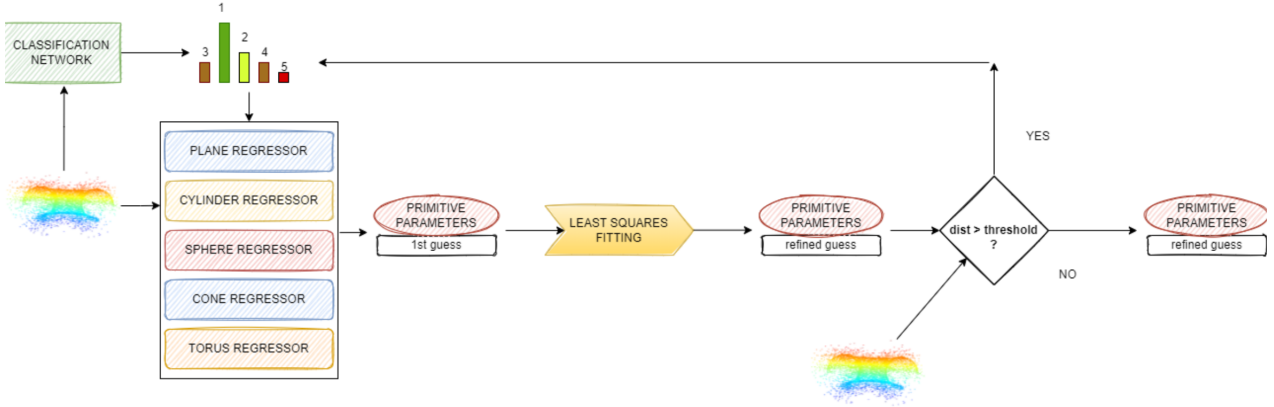 CLASSIFICATION
NETWORK
1
2
3
4
5
PLANE REGRESSOR
CYLINDER REGRESSOR
SPHERE REGRESSOR
CONE REGRESSOR
TORUS REGRESSOR
PRIMITIVE
PARAMETERS
1st guess
LEAST SQUARES
FITTING
PRIMITIVE
PARAMETERS
refined guess
dist > threshold
?
YES
NO
PRIMITIVE
PARAMETERS
refined guess